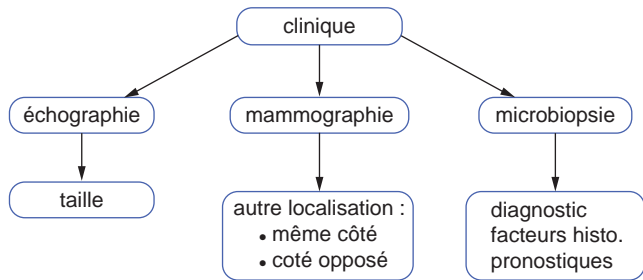 clinique
échographie
mammographie
microbiopsie
taille
autre localisation :
• même côté
• coté opposé
diagnostic
facteurs histo.
pronostiques